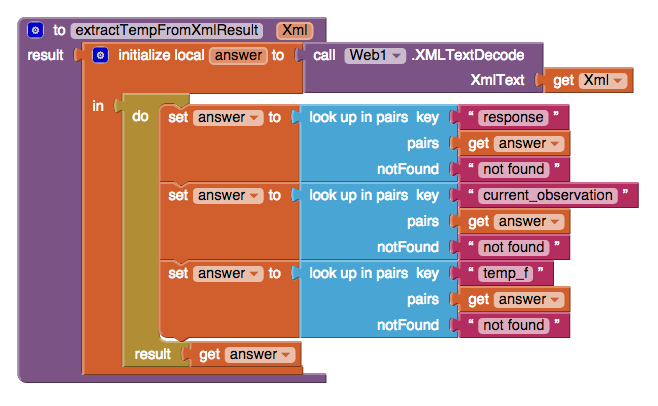 to extractTempFromXmlResult Xml
result initialize local answer to call Web1 .XMLTextDecode
XmlText get Xml
in do set answer to look up in pairs key “ response ”
pairs get answer
notFound “ not found ”
set answer to look up in pairs key “ current_observation ”
pairs get answer
notFound “ not found ”
set answer to look up in pairs key “ temp_f ”
pairs get answer
notFound “ not found ”
result get answer